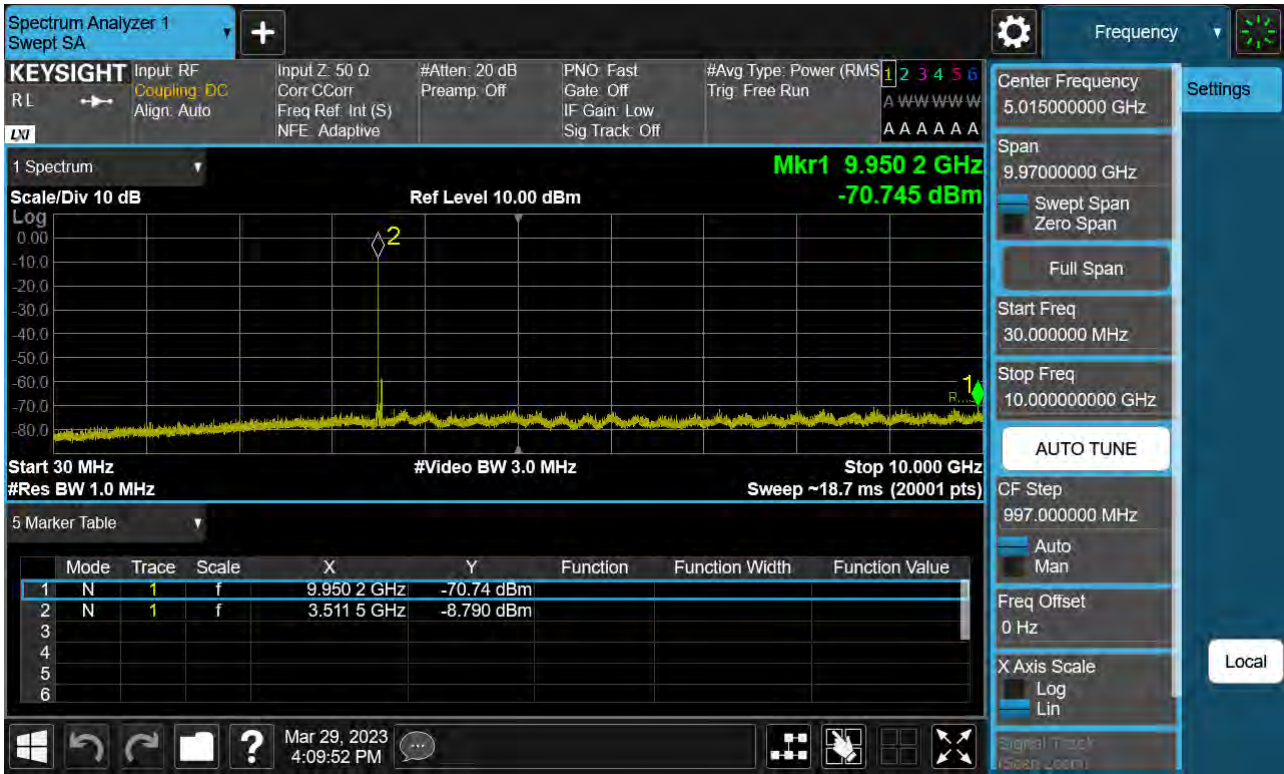 Spectrum Analyzer 1
Swept SA
+
Frequency
KEYSIGHT
RL
LXI
Input: RF
Coupling: DC
Align: Auto
Input Z: 50 Ω
Corr CCorr
Freq Ref: Int (S)
NFE: Adaptive
#Atten: 20 dB
Preamp: Off
PNO: Fast
Gate: Off
IF Gain: Low
Sig Track: Off
#Avg Type: Power (RMS
Trig: Free Run
1 2 3 4 5 6
A W W W W W
A A A A A A
1 Spectrum
Scale/Div 10 dB
Ref Level 10.00 dBm
Mkr1 9.950 2 GHz
-70.745 dBm
Log
0.00
-10.0
-20.0
-30.0
-40.0
-50.0
-60.0
-70.0
-80.0
2
1
R...
Start 30 MHz
#Video BW 3.0 MHz
Stop 10.000 GHz
#Res BW 1.0 MHz
Sweep ~18.7 ms (20001 pts)
5 Marker Table
Mode Trace Scale X Y Function Function Width Function Value
1 N 1 f 9.950 2 GHz -70.74 dBm
2 N 1 f 3.511 5 GHz -8.790 dBm
3
4
5
6
?
Mar 29, 2023
4:09:52 PM
Center Frequency
5.015000000 GHz
Settings
Span
9.97000000 GHz
Swept Span
Zero Span
Full Span
Start Freq
30.000000 MHz
Stop Freq
10.000000000 GHz
AUTO TUNE
CF Step
997.000000 MHz
Auto
Man
Freq Offset
0 Hz
X Axis Scale
Log
Lin
Local
Signal Track
(Span Zoom)